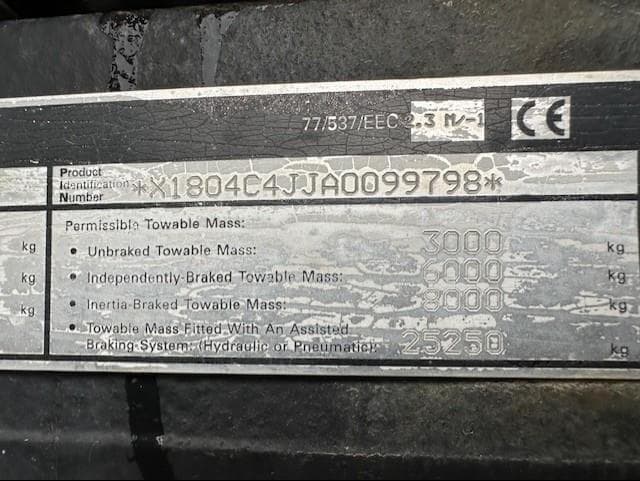 77/537/EEC 2.3 M/-1 CE
Product
Identification *X1804C4JJA0099798*
Number
Permissible Towable Mass:
kg • Unbraked Towable Mass: 3000 kg
kg • Independently-Braked Towable Mass: 6000 kg
kg • Inertia-Braked Towable Mass: 8000 kg
• Towable Mass Fitted With An Assisted
Braking System: (Hydraulic or Pneumatic): 25250 kg